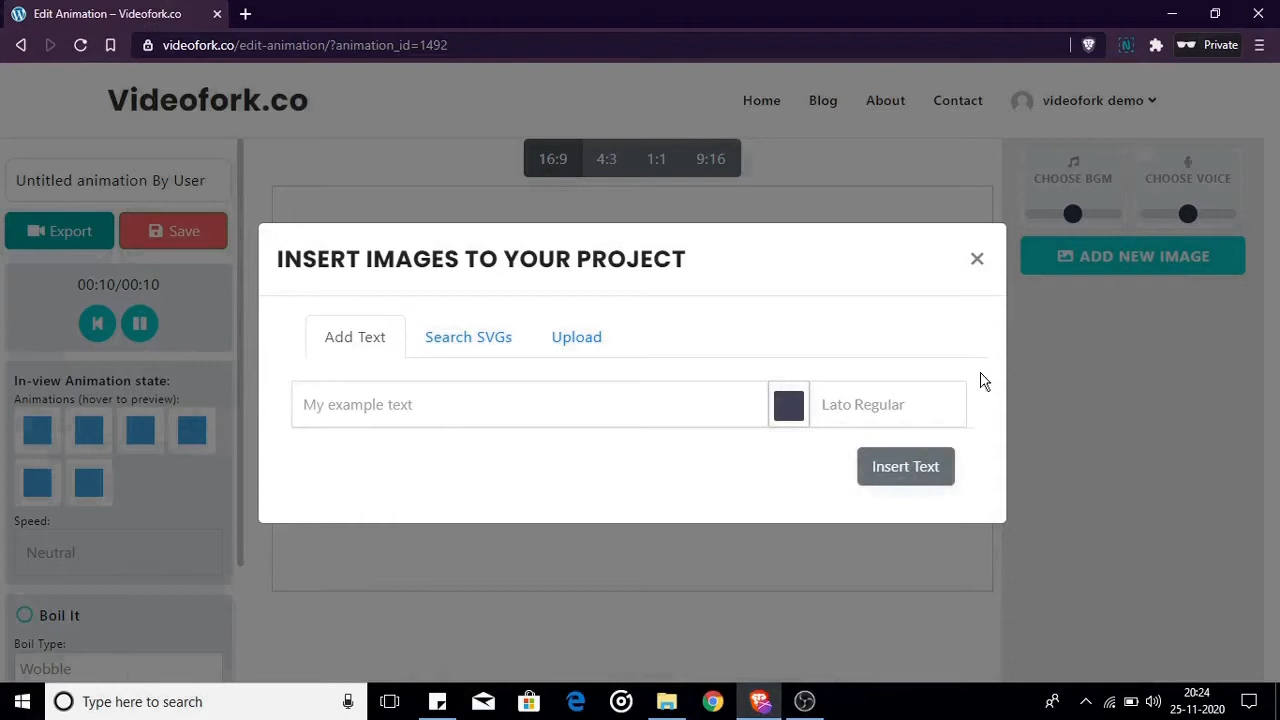 Edit Animation – Videofork.co
videofork.co/edit-animation/?animation_id=1492
Private
Videofork.co
Home
Blog
About
Contact
videofork demo
Untitled animation By User
Export
Save
00:10/00:10
In-view Animation state:
Animations (hover to preview):
Speed:
Neutral
Boil It
Boil Type:
Wobble
16:9
4:3
1:1
9:16
CHOOSE BGM
CHOOSE VOICE
ADD NEW IMAGE
INSERT IMAGES TO YOUR PROJECT
Add Text
Search SVGs
Upload
My example text
Lato Regular
Insert Text
Type here to search
20:24
25-11-2020